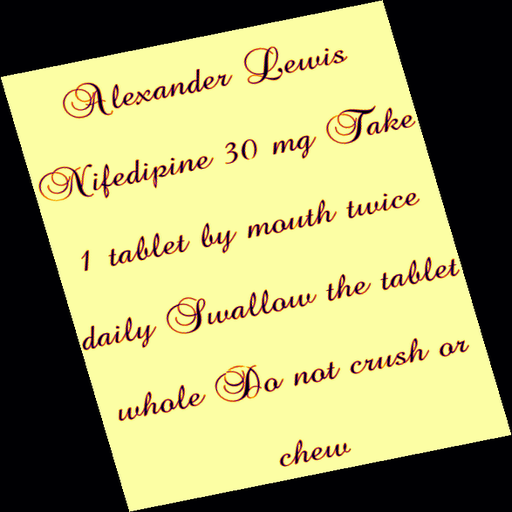 Alexander Lewis
Nifedipine 30 mg Take
1 tablet by mouth twice
daily Swallow the tablet
whole Do not crush or
chew